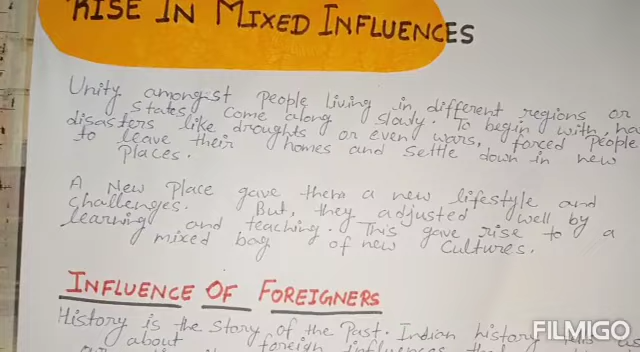 RISE IN MIXED INFLUENCES
Unity amongst People living in different regions or
states come along slowly. To begin with, na
disasters like droughts or even wars, forced People
to leave their homes and settle down in new
Places.
A New Place gave them a new lifestyle and
challenges. But, they adjusted well by
learning and teaching. This gave rise to a
mixed bag of new Cultures.
INFLUENCE OF FOREIGNERS
History is the story of the Past. Indian history
about foreign influences
FILMIGO